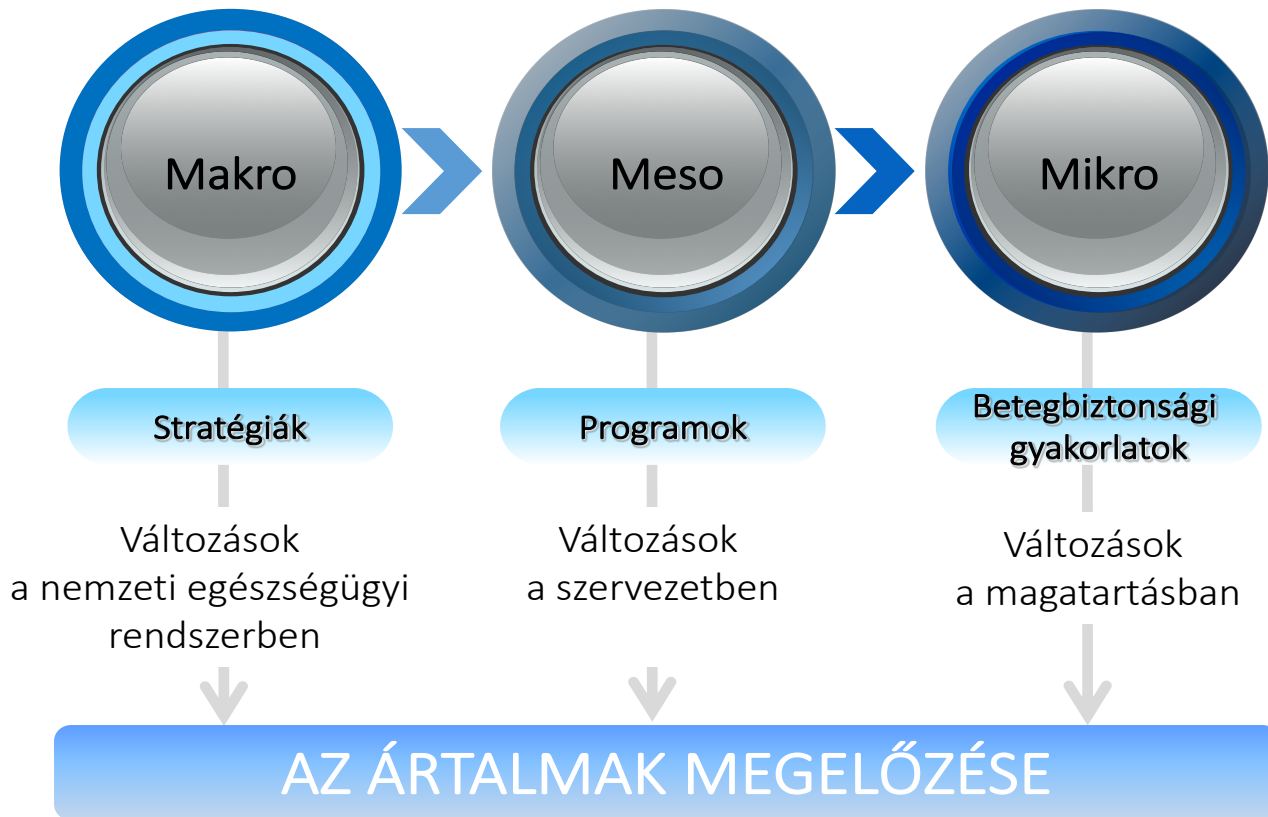 Makro
Meso
Mikro
Stratégiák
Programok
Betegbiztonsági
gyakorlatok
Változások
a nemzeti egészségügyi
rendszerben
Változások
a szervezetben
Változások
a magatartásban
AZ ÁRTALMAK MEGELŐZÉSE